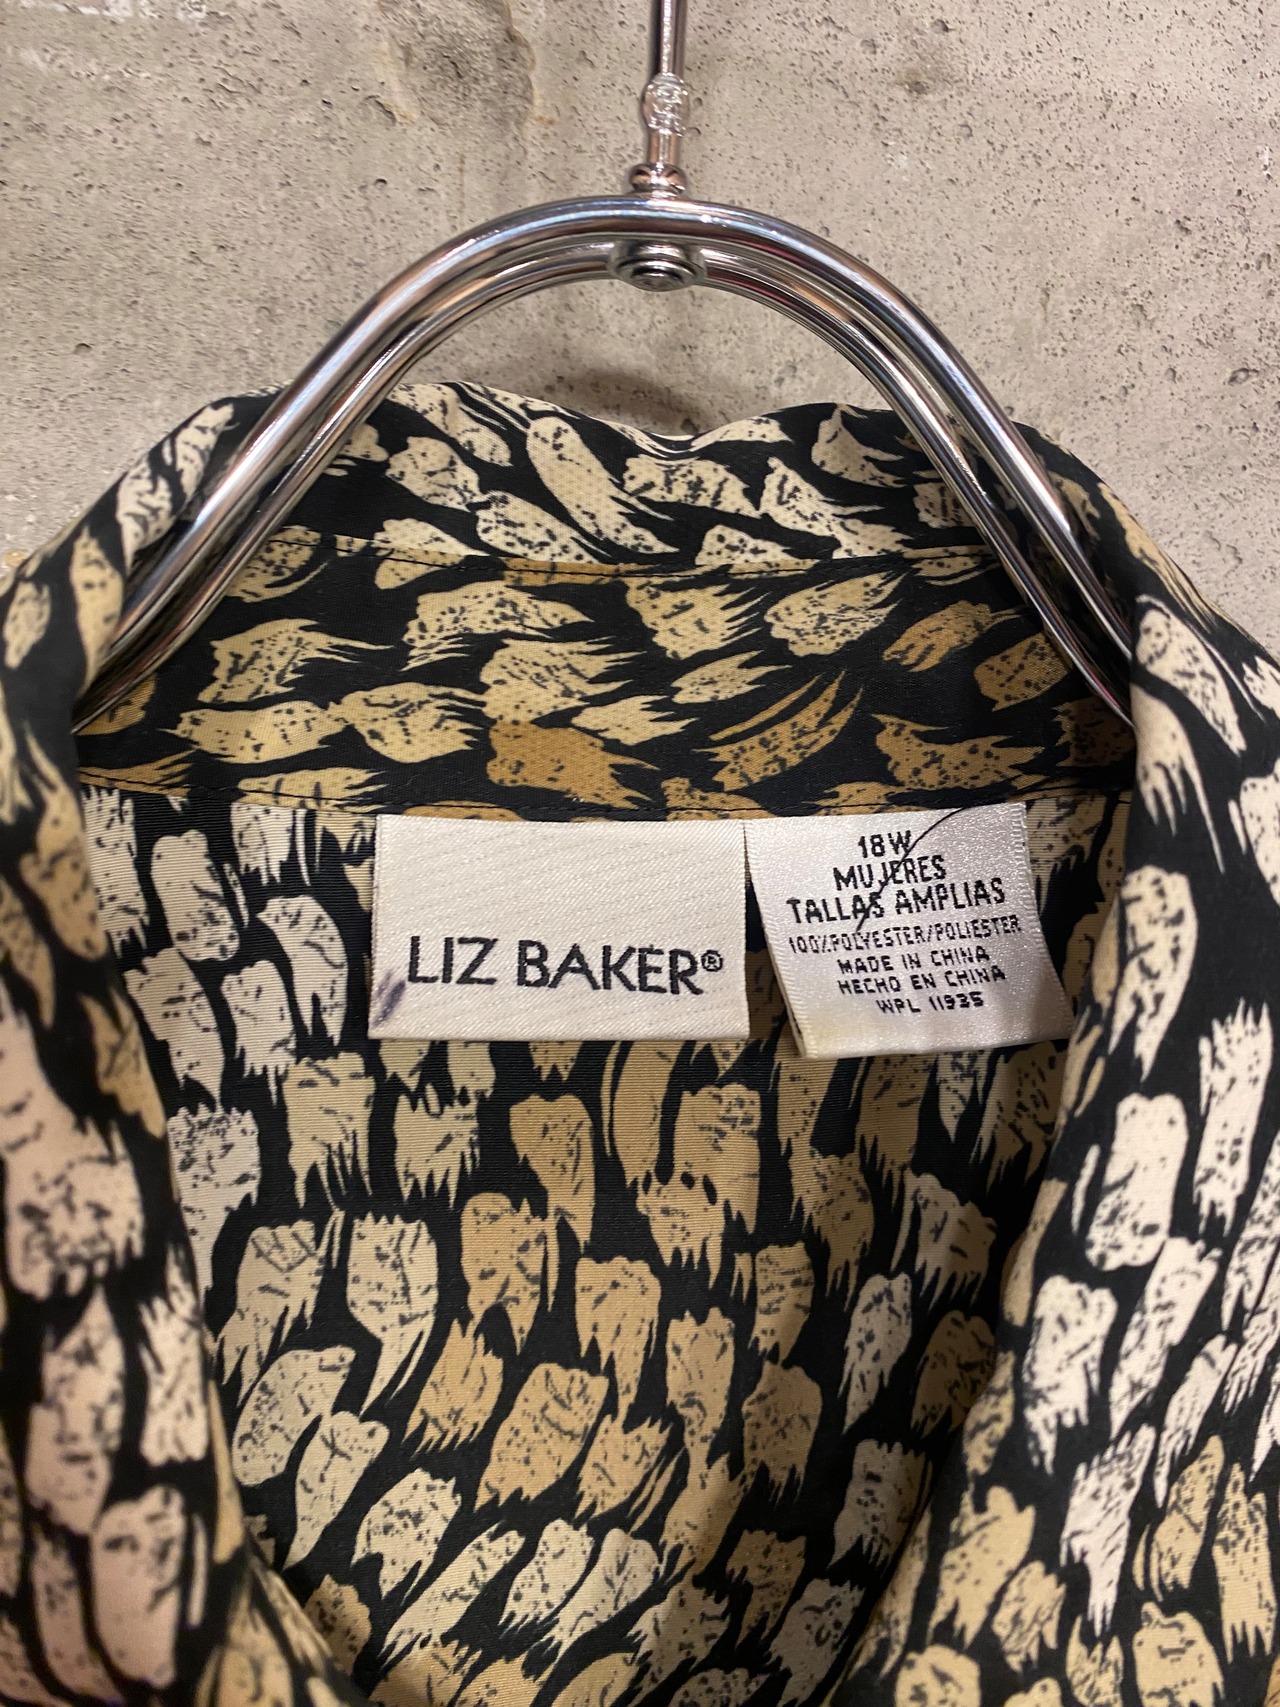 LIZ BAKER®
18W
MUJERES
TALLAS AMPLIAS
100%POLYESTER/POLIESTER
MADE IN CHINA
HECHO EN CHINA
WPL 11935